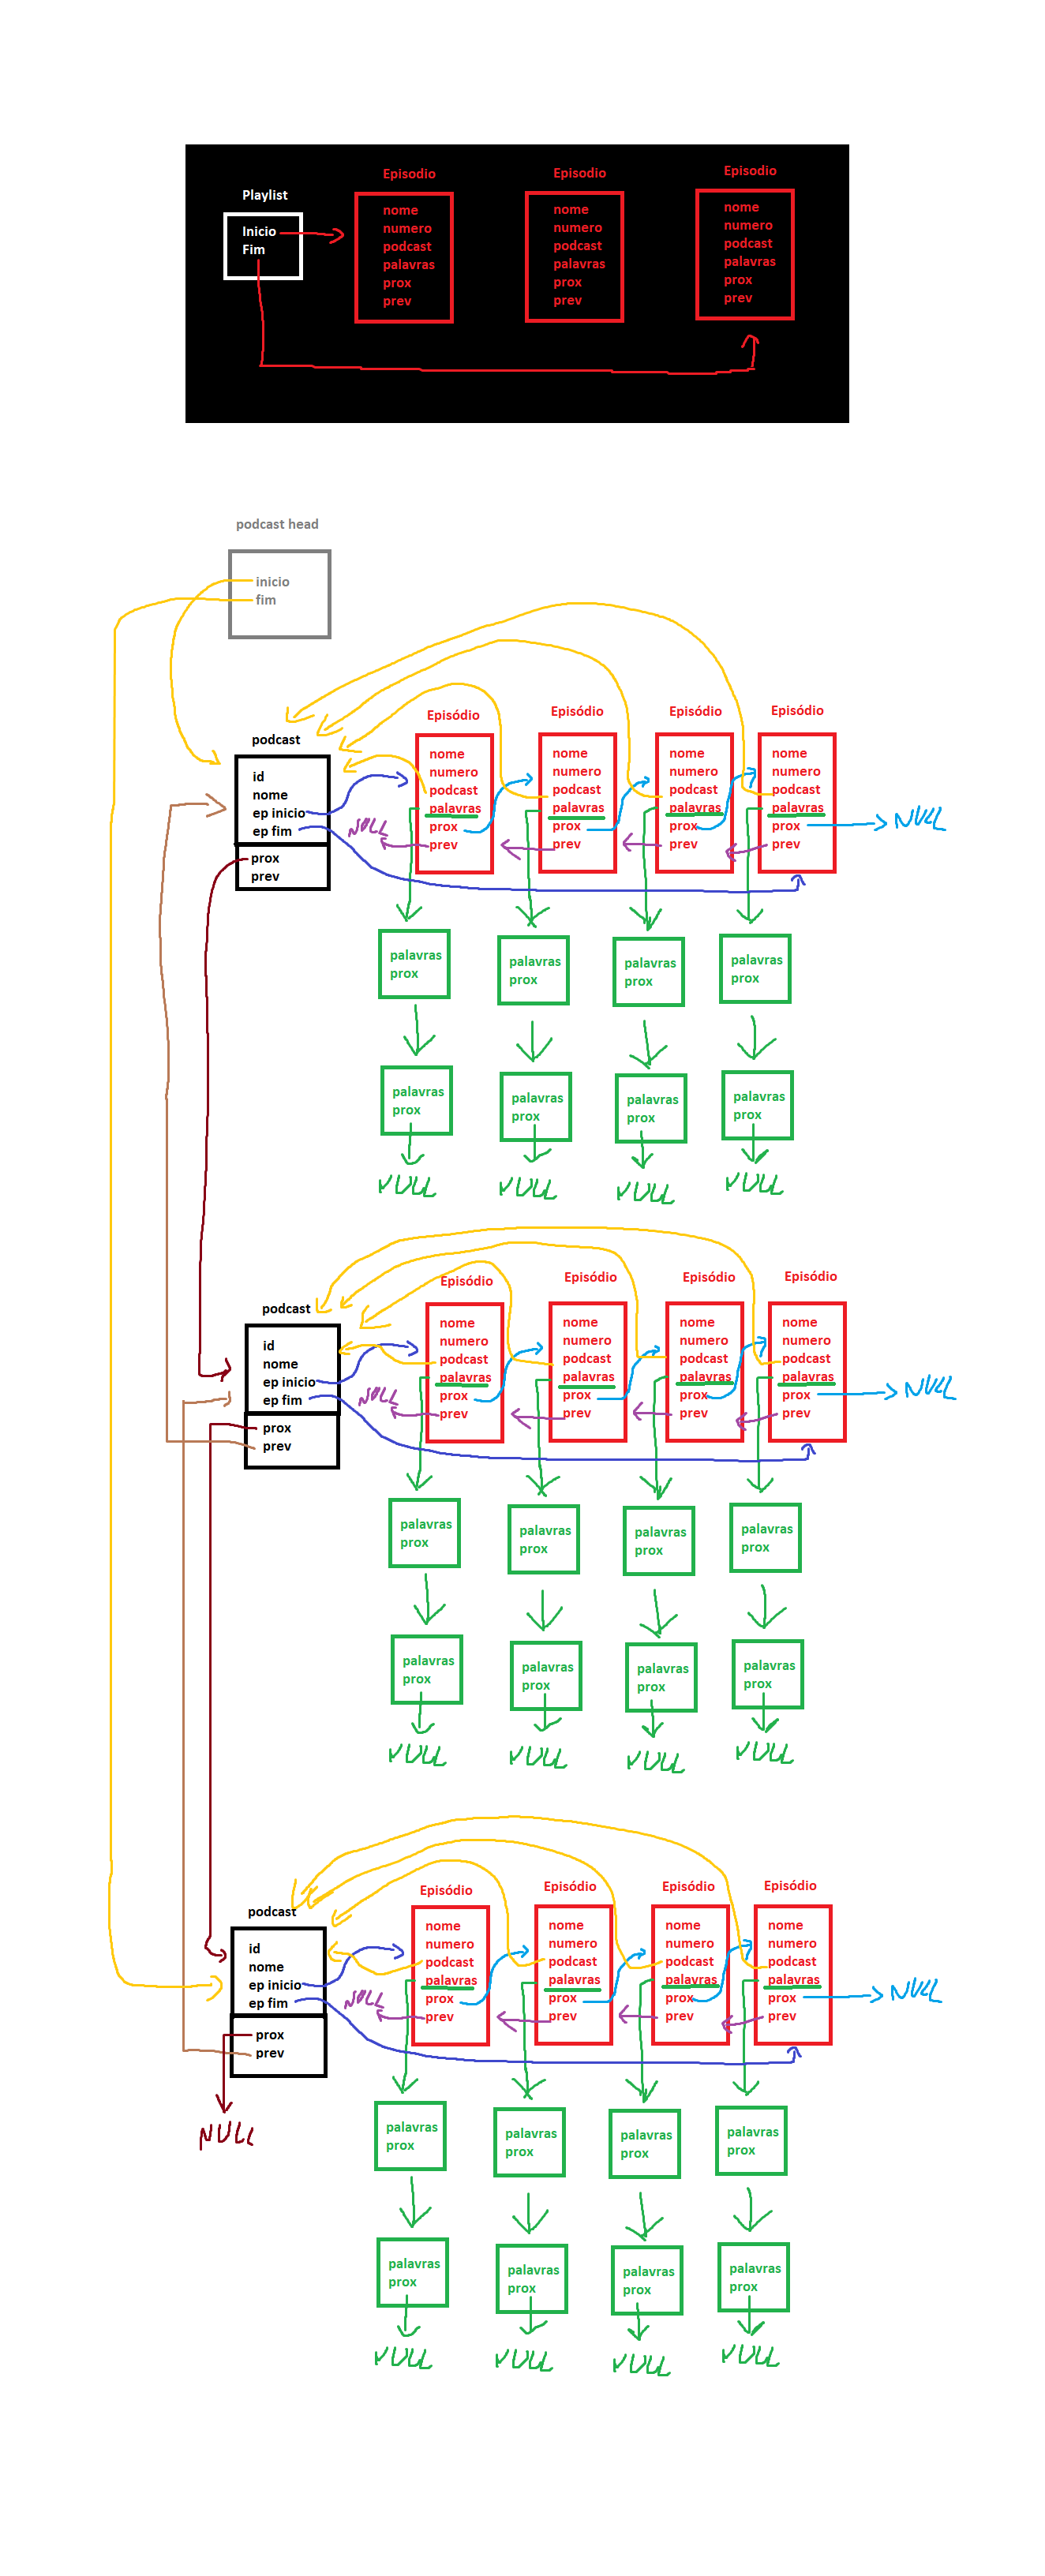 Playlist
Inicio
Fim
Episodio
nome
numero
podcast
palavras
prox
prev
Episodio
nome
numero
podcast
palavras
prox
prev
Episodio
nome
numero
podcast
palavras
prox
prev
podcast head
inicio
fim
podcast
id
nome
ep inicio
ep fim
prox
prev
NULL
Episódio
nome
numero
podcast
palavras
prox
prev
Episódio
nome
numero
podcast
palavras
prox
prev
Episódio
nome
numero
podcast
palavras
prox
prev
Episódio
nome
numero
podcast
palavras
prox
prev
NULL
palavras
prox
palavras
prox
palavras
prox
palavras
prox
palavras
prox
palavras
prox
palavras
prox
palavras
prox
NULL
NULL
NULL
NULL
podcast
id
nome
ep inicio
ep fim
prox
prev
NULL
Episódio
nome
numero
podcast
palavras
prox
prev
Episódio
nome
numero
podcast
palavras
prox
prev
Episódio
nome
numero
podcast
palavras
prox
prev
Episódio
nome
numero
podcast
palavras
prox
prev
NULL
palavras
prox
palavras
prox
palavras
prox
palavras
prox
palavras
prox
palavras
prox
palavras
prox
palavras
prox
NULL
NULL
NULL
NULL
podcast
id
nome
ep inicio
ep fim
prox
prev
NULL
NULL
Episódio
nome
numero
podcast
palavras
prox
prev
Episódio
nome
numero
podcast
palavras
prox
prev
Episódio
nome
numero
podcast
palavras
prox
prev
Episódio
nome
numero
podcast
palavras
prox
prev
NULL
palavras
prox
palavras
prox
palavras
prox
palavras
prox
palavras
prox
palavras
prox
palavras
prox
palavras
prox
NULL
NULL
NULL
NULL